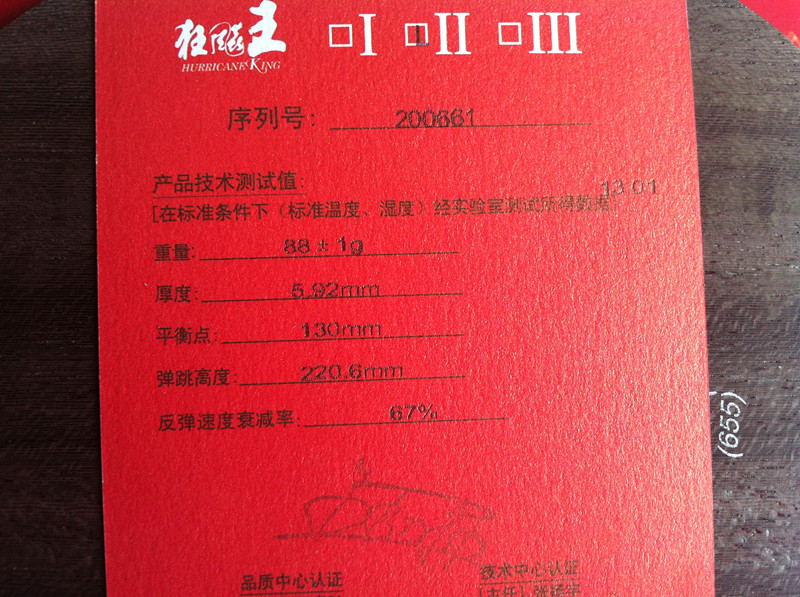 狂飚王 □I □II □III
HURRICANE KING
序列号: 200661
产品技术测试值:
13 01
[在标准条件下（标准温度、湿度）经实验室测试所得数据]
重量: 88±1g
厚度: 5.92mm
平衡点: 130mm
弹跳高度: 220.6mm
反弹速度衰减率: 67%
(655)
品质中心认证 技术中心认证